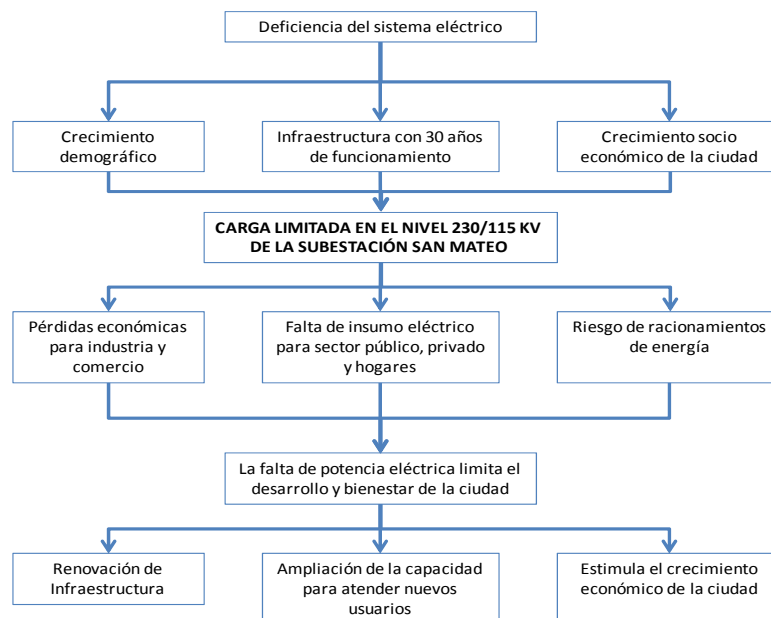 Deficiencia del sistema eléctrico
Crecimiento
demográfico
Infraestructura con 30 años
de funcionamiento
Crecimiento socio
económico de la ciudad
CARGA LIMITADA EN EL NIVEL 230/115 KV
DE LA SUBESTACIÓN SAN MATEO
Pérdidas económicas
para industria y
comercio
Falta de insumo eléctrico
para sector público, privado
y hogares
Riesgo de racionamientos
de energía
La falta de potencia eléctrica limita el
desarrollo y bienestar de la ciudad
Renovación de
Infraestructura
Ampliación de la capacidad
para atender nuevos
usuarios
Estimula el crecimiento
económico de la ciudad